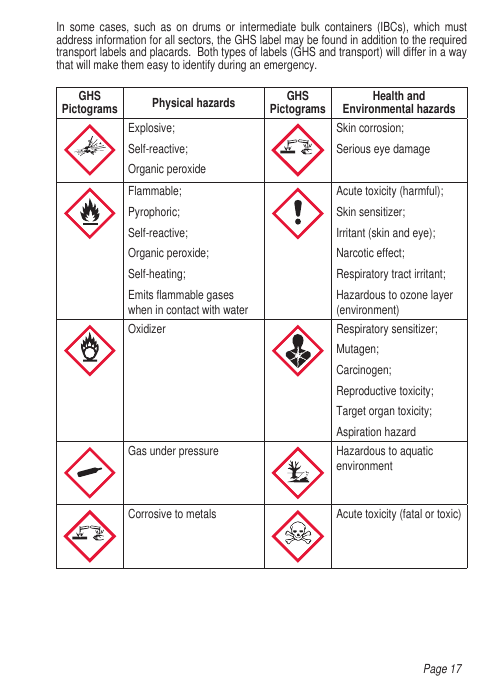 In some cases, such as on drums or intermediate bulk containers (IBCs), which must
address information for all sectors, the GHS label may be found in addition to the required
transport labels and placards. Both types of labels (GHS and transport) will differ in a way
that will make them easy to identify during an emergency.
GHS
Pictograms
Physical hazards
GHS
Pictograms
Health and
Environmental hazards
Explosive;
Self-reactive;
Organic peroxide
Skin corrosion;
Serious eye damage
Flammable;
Pyrophoric;
Self-reactive;
Organic peroxide;
Self-heating;
Emits flammable gases
when in contact with water
Acute toxicity (harmful);
Skin sensitizer;
Irritant (skin and eye);
Narcotic effect;
Respiratory tract irritant;
Hazardous to ozone layer
(environment)
Oxidizer
Respiratory sensitizer;
Mutagen;
Carcinogen;
Reproductive toxicity;
Target organ toxicity;
Aspiration hazard
Gas under pressure
Hazardous to aquatic
environment
Corrosive to metals
Acute toxicity (fatal or toxic)
Page 17